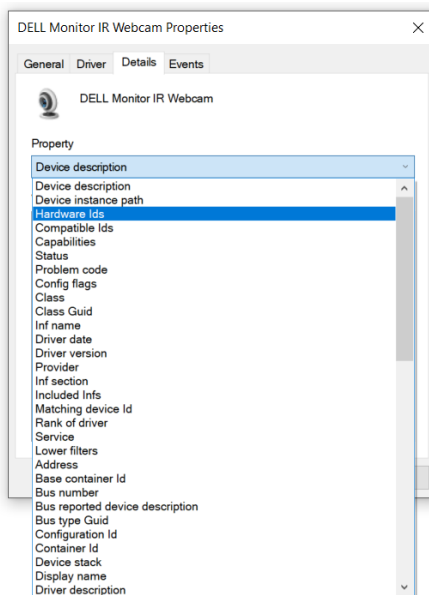 DELL Monitor IR Webcam Properties
General Driver Details Events
DELL Monitor IR Webcam
Property
Device description
Device description
Device instance path
Hardware Ids
Compatible Ids
Capabilities
Status
Problem code
Config flags
Class
Class Guid
Inf name
Driver date
Driver version
Provider
Inf section
Included Infs
Matching device Id
Rank of driver
Service
Lower filters
Address
Base container Id
Bus number
Bus reported device description
Bus type Guid
Configuration Id
Container Id
Device stack
Display name
Driver description